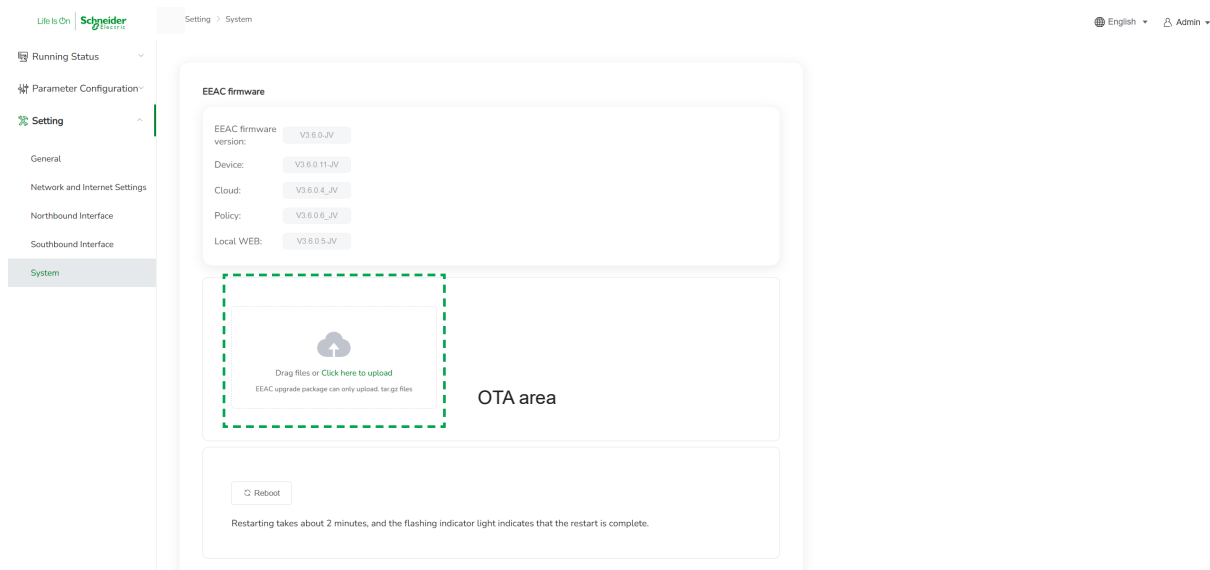 Life Is On | Schneider Electric
Setting > System
English
Admin
Running Status
Parameter Configuration
Setting
General
Network and Internet Settings
Northbound Interface
Southbound Interface
System
EEAC firmware
EEAC firmware
version:
V3.6.0-JV
Device:
V3.6.0.11-JV
Cloud:
V3.6.0.4_JV
Policy:
V3.6.0.6_JV
Local WEB:
V3.6.0.5-JV
Drag files or Click here to upload
EEAC upgrade package can only upload. tar.gz files
OTA area
Reboot
Restarting takes about 2 minutes, and the flashing indicator light indicates that the restart is complete.